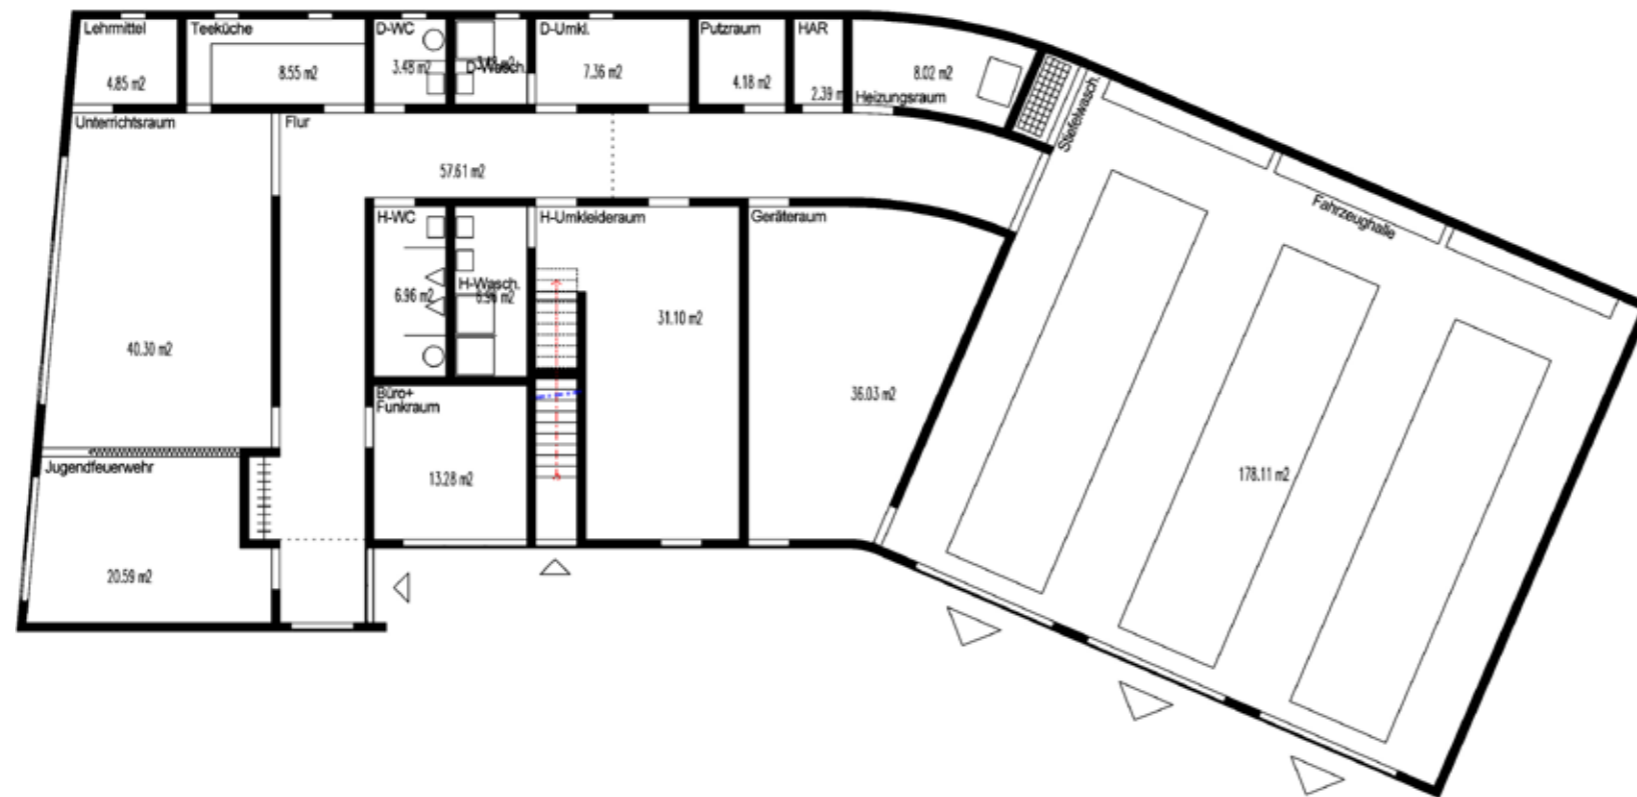 Lehrmittel
4.85 m2
Teeküche
8.55 m2
D-WC
3.48 m2
D-Wasch.
D-Umkl.
7.36 m2
Putzraum
4.18 m2
HAR
2.39 m
8.02 m2
Heizungsraum
Stiefelwasch.
Unterrichtsraum
40.30 m2
Flur
57.61 m2
H-WC
6.96 m2
H-Wasch.
H-Umkleideraum
31.10 m2
Geräteraum
36.03 m2
Fahrzeughalle
178.11 m2
Büro+
Funkraum
13.28 m2
Jugendfeuerwehr
20.59 m2